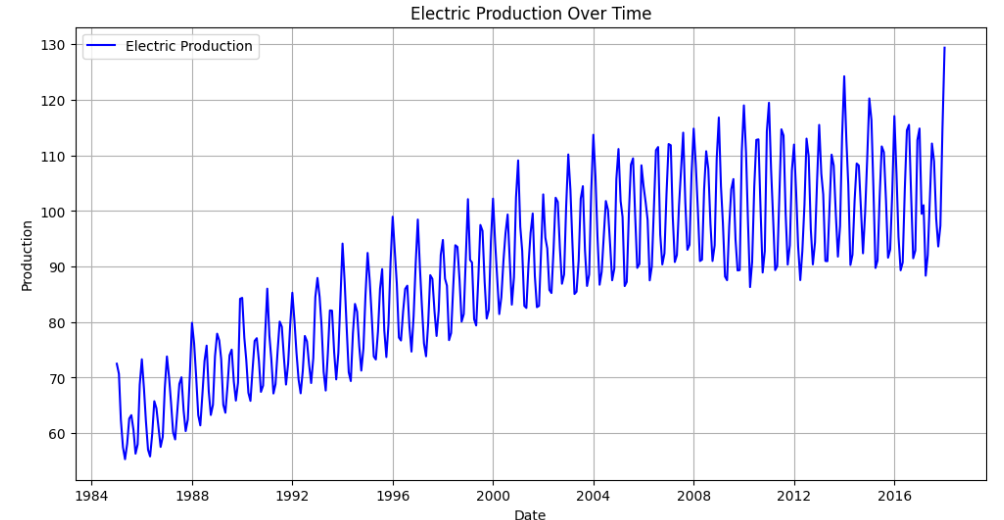 Electric Production Over Time
Electric Production
130
120
110
100
90
80
70
60
Production
1984 1988 1992 1996 2000 2004 2008 2012 2016
Date